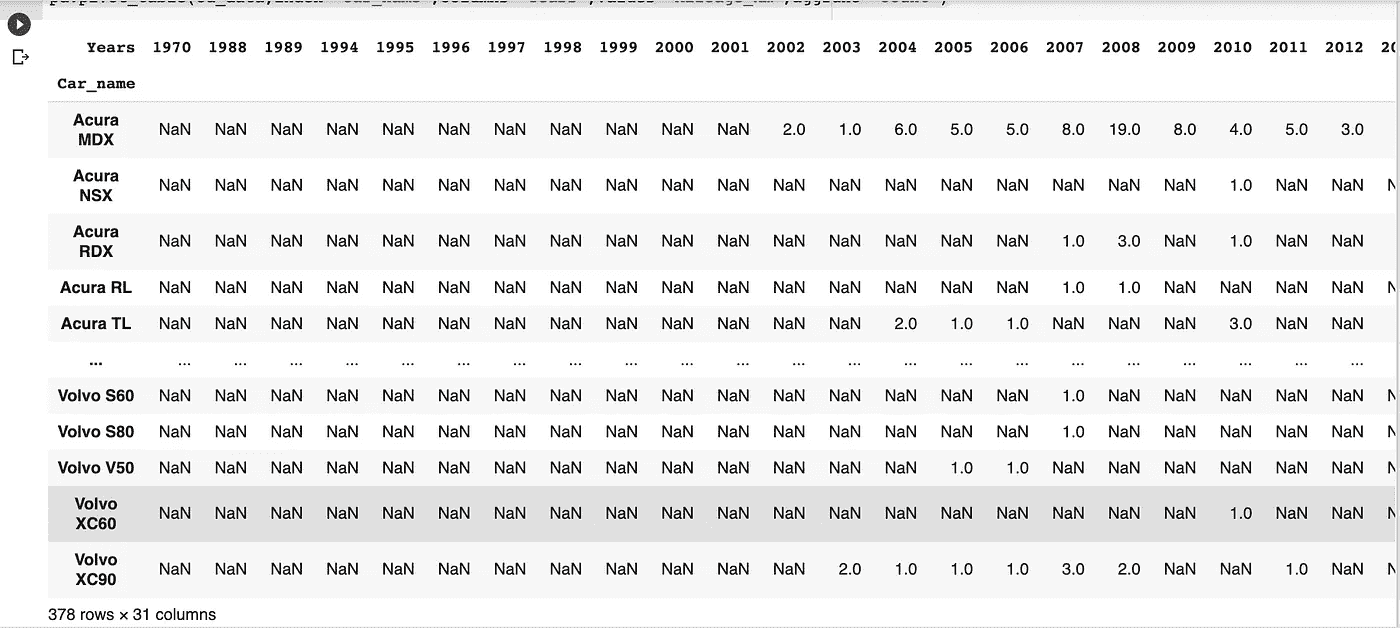 Years 1970 1988 1989 1994 1995 1996 1997 1998 1999 2000 2001 2002 2003 2004 2005 2006 2007 2008 2009 2010 2011 2012
Car_name
Acura
MDX NaN NaN NaN NaN NaN NaN NaN NaN NaN NaN NaN 2.0 1.0 6.0 5.0 5.0 8.0 19.0 8.0 4.0 5.0 3.0
Acura
NSX NaN NaN NaN NaN NaN NaN NaN NaN NaN NaN NaN NaN NaN NaN NaN NaN NaN NaN NaN 1.0 NaN NaN
Acura
RDX NaN NaN NaN NaN NaN NaN NaN NaN NaN NaN NaN NaN NaN NaN NaN NaN 1.0 3.0 NaN 1.0 NaN NaN
Acura RL NaN NaN NaN NaN NaN NaN NaN NaN NaN NaN NaN NaN NaN NaN NaN NaN 1.0 1.0 NaN NaN NaN NaN
Acura TL NaN NaN NaN NaN NaN NaN NaN NaN NaN NaN NaN NaN NaN 2.0 1.0 1.0 NaN NaN NaN 3.0 NaN NaN
... ... ... ... ... ... ... ... ... ... ... ... ... ... ... ... ... ... ... ... ... ... ...
Volvo S60 NaN NaN NaN NaN NaN NaN NaN NaN NaN NaN NaN NaN NaN NaN NaN NaN 1.0 NaN NaN NaN NaN NaN
Volvo S80 NaN NaN NaN NaN NaN NaN NaN NaN NaN NaN NaN NaN NaN NaN NaN NaN 1.0 NaN NaN NaN NaN NaN
Volvo V50 NaN NaN NaN NaN NaN NaN NaN NaN NaN NaN NaN NaN NaN NaN 1.0 1.0 NaN NaN NaN NaN NaN NaN
Volvo
XC60 NaN NaN NaN NaN NaN NaN NaN NaN NaN NaN NaN NaN NaN NaN NaN NaN NaN NaN NaN 1.0 NaN NaN
Volvo
XC90 NaN NaN NaN NaN NaN NaN NaN NaN NaN NaN NaN NaN 2.0 1.0 1.0 1.0 3.0 2.0 NaN NaN 1.0 NaN
378 rows × 31 columns